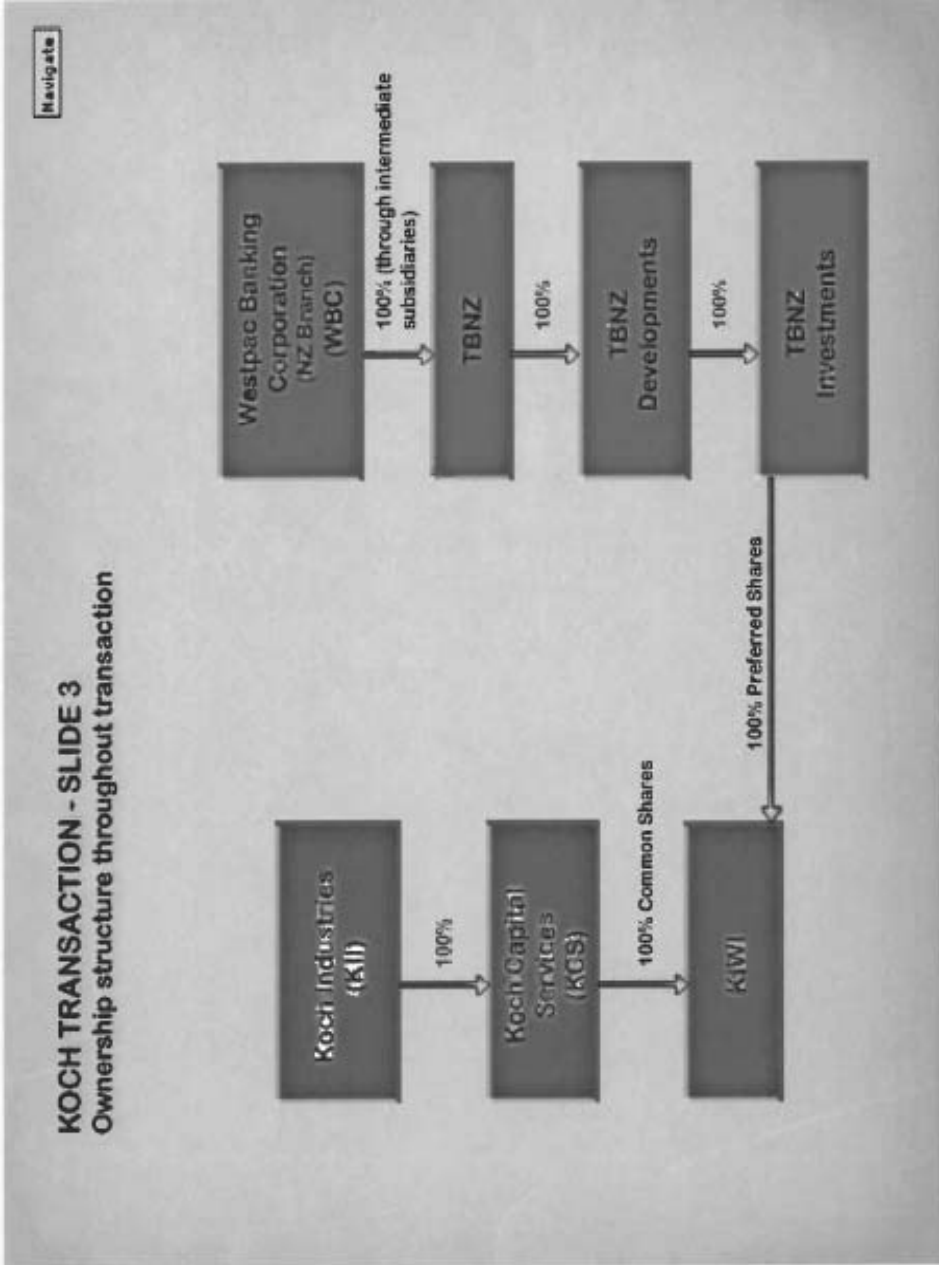 Navigate
KOCH TRANSACTION - SLIDE 3
Ownership structure throughout transaction
Koch Industries
(KII)
100%
Koch Capital
Services
(KCS)
100% Common Shares
KIWI
Westpac Banking
Corporation
(NZ Branch)
(WBC)
100% (through intermediate
subsidiaries)
TBNZ
100%
TBNZ
Developments
100%
TBNZ
Investments
100% Preferred Shares